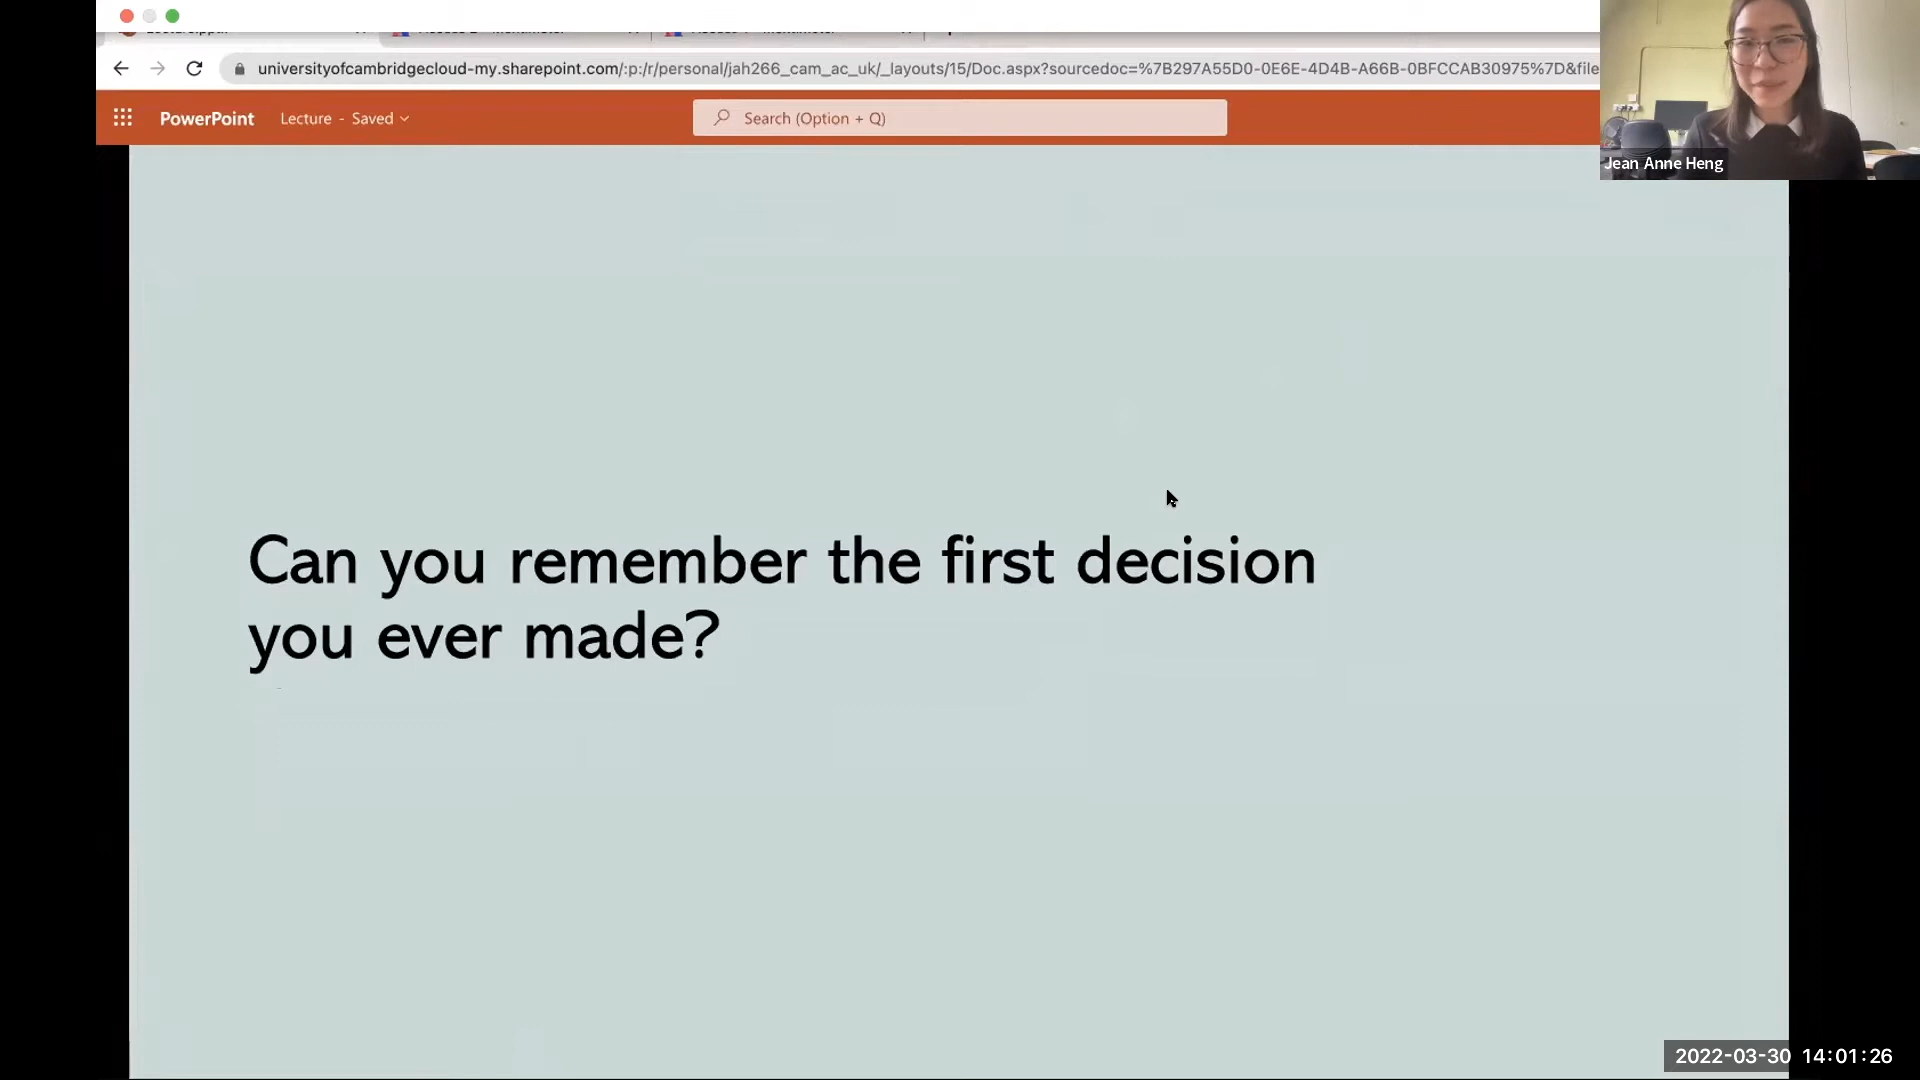 universityofcambridgecloud-my.sharepoint.com/:p:/r/personal/jah266_cam_ac_uk/_layouts/15/Doc.aspx?sourcedoc=%7B297A55D0-0E6E-4D4B-A66B-0BFCCAB30975%7D&file
PowerPoint Lecture - Saved
Search (Option + Q)
Jean Anne Heng
Can you remember the first decision
you ever made?
2022-03-30 14:01:26